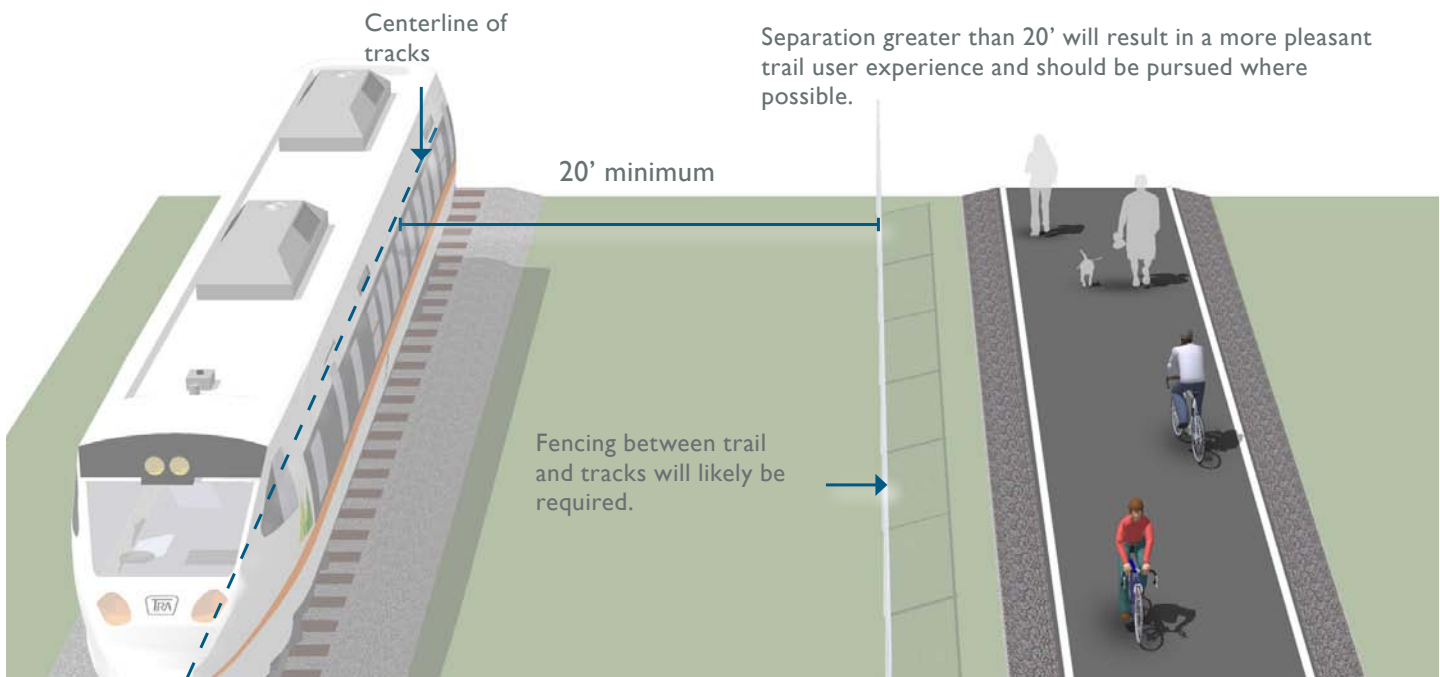 Centerline of
tracks
Separation greater than 20’ will result in a more pleasant
trail user experience and should be pursued where
possible.
20’ minimum
Fencing between trail
and tracks will likely be
required.
TRA